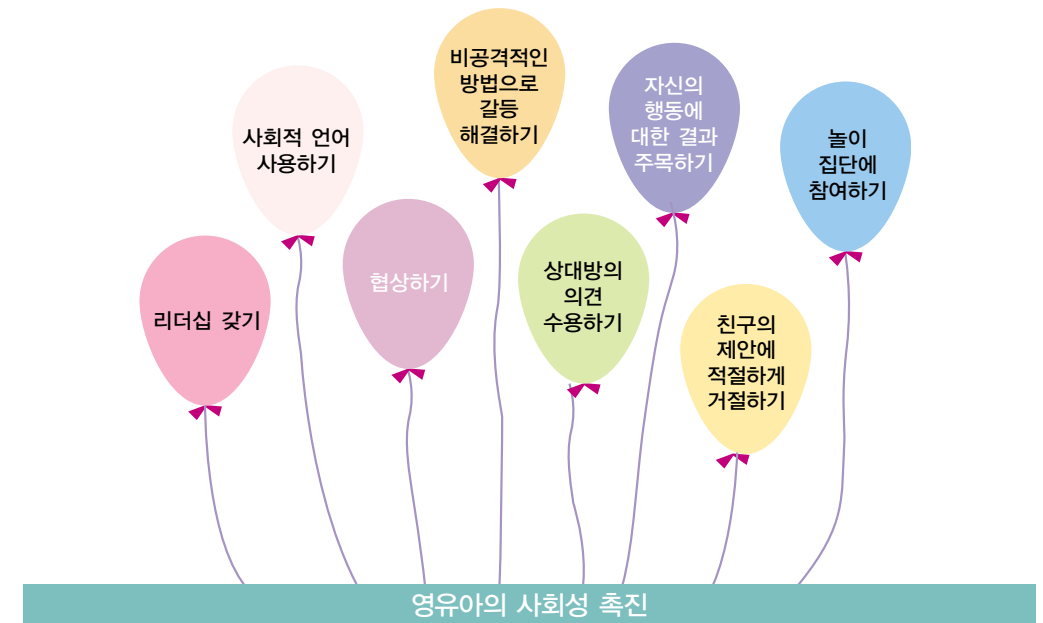 리더십 갖기
사회적 언어
사용하기
협상하기
비공격적인
방법으로
갈등
해결하기
상대방의
의견
수용하기
자신의
행동에
대한 결과
주목하기
친구의
제안에
적절하게
거절하기
놀이
집단에
참여하기
영유아의 사회성 촉진